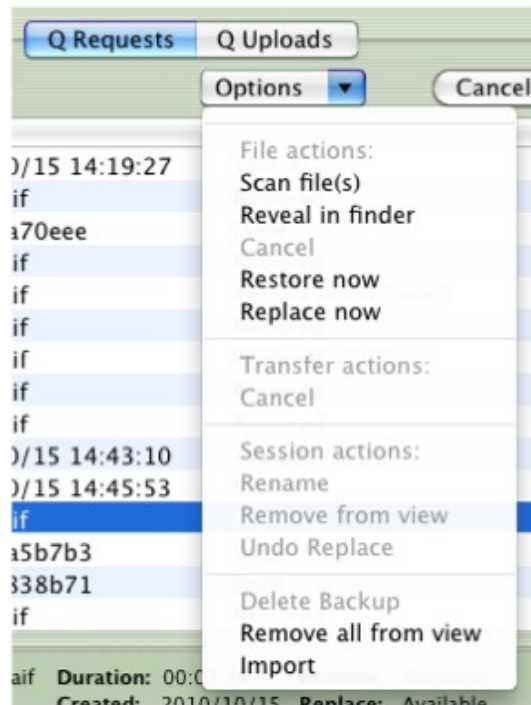 Q Requests Q Uploads
Options Cancel
0/15 14:19:27
if
a70eee
if
if
if
if
if
if
0/15 14:43:10
0/15 14:45:53
if
a5b7b3
838b71
if
File actions:
Scan file(s)
Reveal in finder
Cancel
Restore now
Replace now
Transfer actions:
Cancel
Session actions:
Rename
Remove from view
Undo Replace
Delete Backup
Remove all from view
Import
aif Duration: 00:0
Created: 2010/10/15 Replace: Available